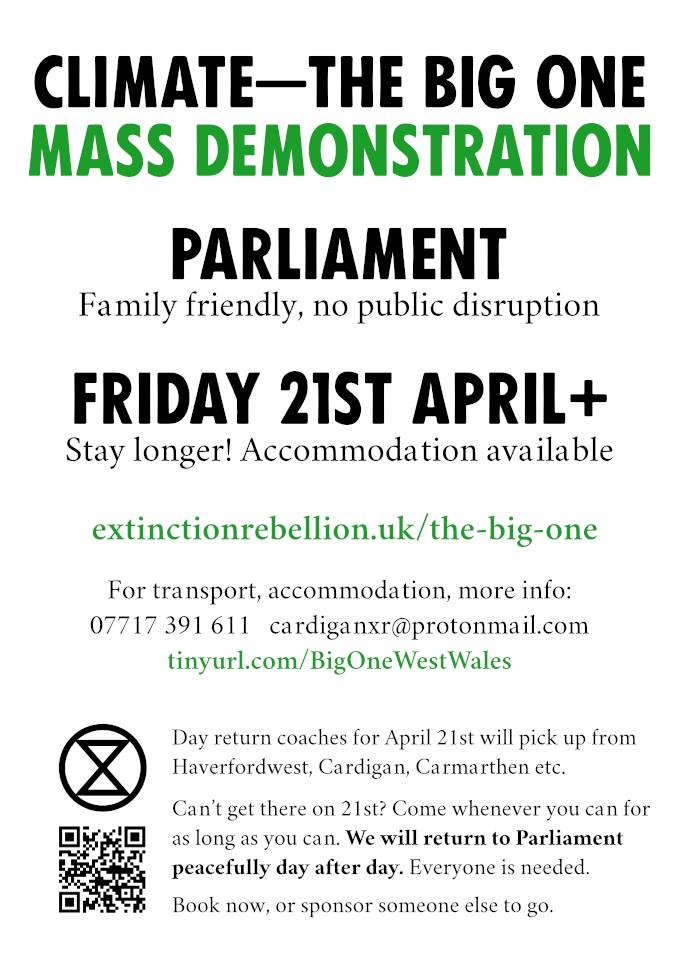 CLIMATE—THE BIG ONE
MASS DEMONSTRATION
PARLIAMENT
Family friendly, no public disruption
FRIDAY 21ST APRIL+
Stay longer! Accommodation available
extinctionrebellion.uk/the-big-one
For transport, accommodation, more info:
07717 391 611   cardiganxr@protonmail.com
tinyurl.com/BigOneWestWales
Day return coaches for April 21st will pick up from
Haverfordwest, Cardigan, Carmarthen etc.
Can’t get there on 21st? Come whenever you can for
as long as you can. We will return to Parliament
peacefully day after day. Everyone is needed.
Book now, or sponsor someone else to go.